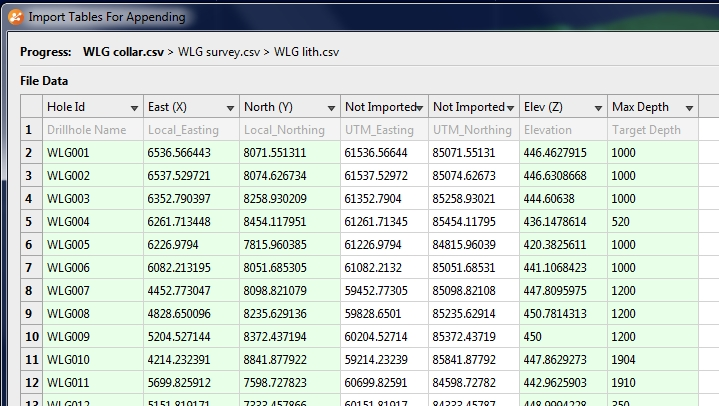 Import Tables For Appending
Progress: WLG collar.csv > WLG survey.csv > WLG lith.csv
File Data
Hole Id East (X) North (Y) Not Imported Not Imported Elev (Z) Max Depth
1 Drillhole Name Local_Easting Local_Northing UTM_Easting UTM_Northing Elevation Target Depth
2 WLG001 6536.566443 8071.551311 61536.56644 85071.55131 446.4627915 1000
3 WLG002 6537.529721 8074.626734 61537.52972 85074.62673 446.6308668 1000
4 WLG003 6352.790397 8258.930209 61352.7904 85258.93021 444.60638 1000
5 WLG004 6261.713448 8454.117951 61261.71345 85454.11795 436.1478614 520
6 WLG005 6226.9794 7815.960385 61226.9794 84815.96039 420.3825611 1000
7 WLG006 6082.213195 8051.685305 61082.2132 85051.68531 441.1068423 1000
8 WLG007 4452.773047 8098.821079 59452.77305 85098.82108 447.8095975 1200
9 WLG008 4828.650096 8235.629136 59828.6501 85235.62914 450.7814313 1200
10 WLG009 5204.527144 8372.437194 60204.52714 85372.43719 450 1200
11 WLG010 4214.232391 8841.877922 59214.23239 85841.87792 447.8629273 1904
12 WLG011 5699.825912 7598.727823 60699.82591 84598.72782 442.9625903 1910
13 WLG012 5151.819171 7333.457866 60151.81917 84333.45787 448.9994228 350